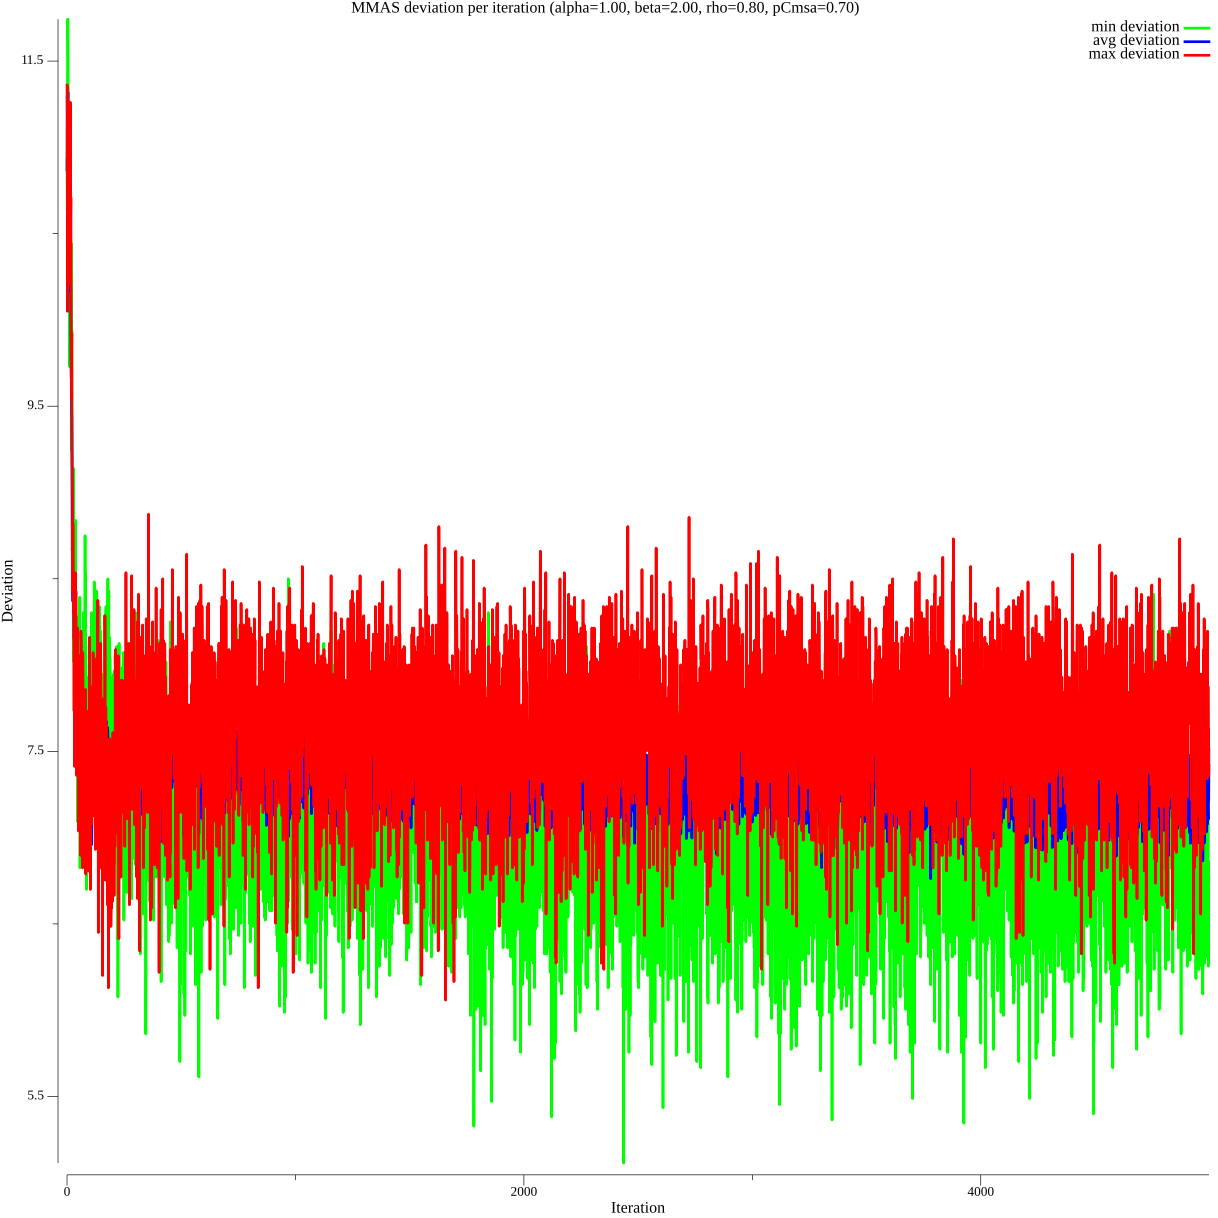 MMAS deviation per iteration (alpha=1.00, beta=2.00, rho=0.80, pCmsa=0.70)
min deviation
avg deviation
max deviation
11.5
9.5
7.5
5.5
Deviation
0
2000
4000
Iteration